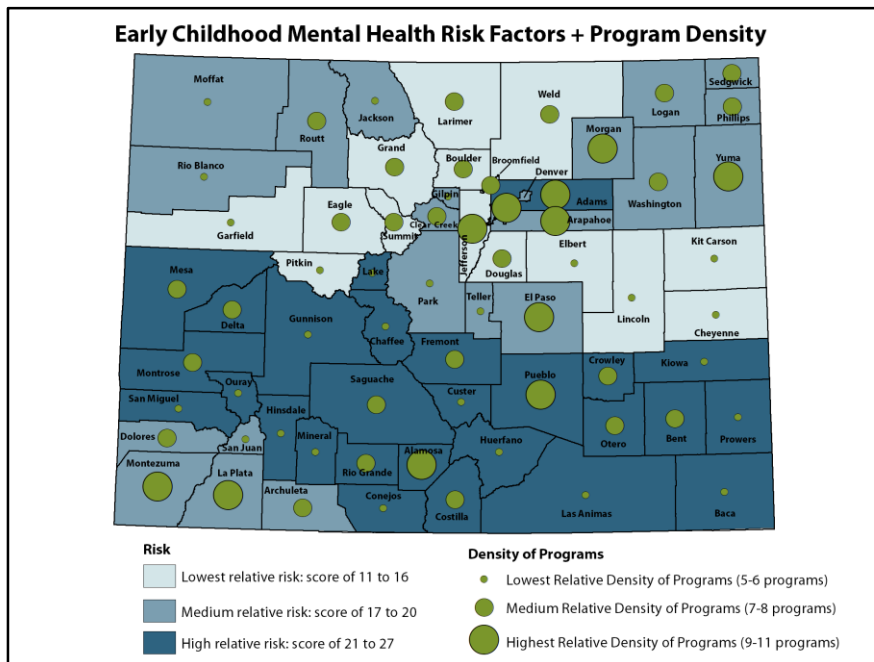 Early Childhood Mental Health Risk Factors + Program Density
Moffat
Routt
Jackson
Larimer
Weld
Logan
Sedgwick
Phillips
Morgan
Rio Blanco
Grand
Boulder
Broomfield
Denver
Yuma
Gilpin
Adams
Washington
Eagle
Clear Creek
Arapahoe
Garfield
Summit
Jefferson
Elbert
Kit Carson
Pitkin
Douglas
Mesa
Lake
Park
Teller
El Paso
Lincoln
Cheyenne
Delta
Gunnison
Chaffee
Fremont
Crowley
Kiowa
Montrose
Ouray
Saguache
Custer
Pueblo
San Miguel
Hinsdale
Otero
Bent
Prowers
Dolores
San Juan
Mineral
Rio Grande
Alamosa
Huerfano
Montezuma
La Plata
Archuleta
Conejos
Costilla
Las Animas
Baca
Risk
Lowest relative risk: score of 11 to 16
Medium relative risk: score of 17 to 20
High relative risk: score of 21 to 27
Density of Programs
Lowest Relative Density of Programs (5-6 programs)
Medium Relative Density of Programs (7-8 programs)
Highest Relative Density of Programs (9-11 programs)